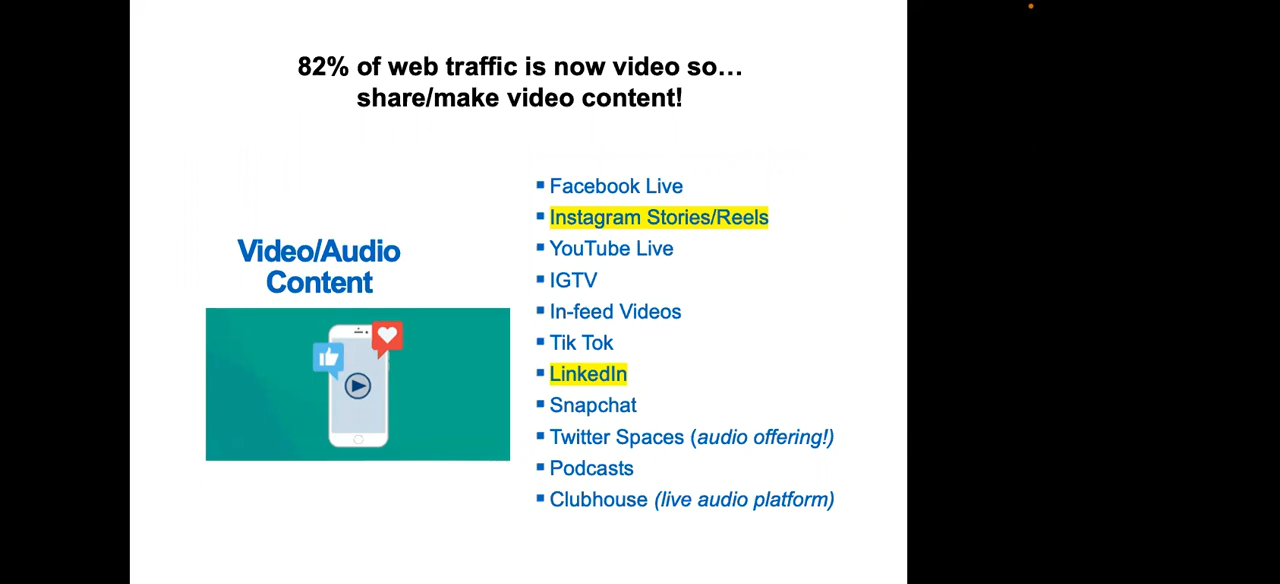 82% of web traffic is now video so…
share/make video content!
Video/Audio
Content
▪ Facebook Live
▪ Instagram Stories/Reels
▪ YouTube Live
▪ IGTV
▪ In-feed Videos
▪ Tik Tok
▪ LinkedIn
▪ Snapchat
▪ Twitter Spaces (audio offering!)
▪ Podcasts
▪ Clubhouse (live audio platform)